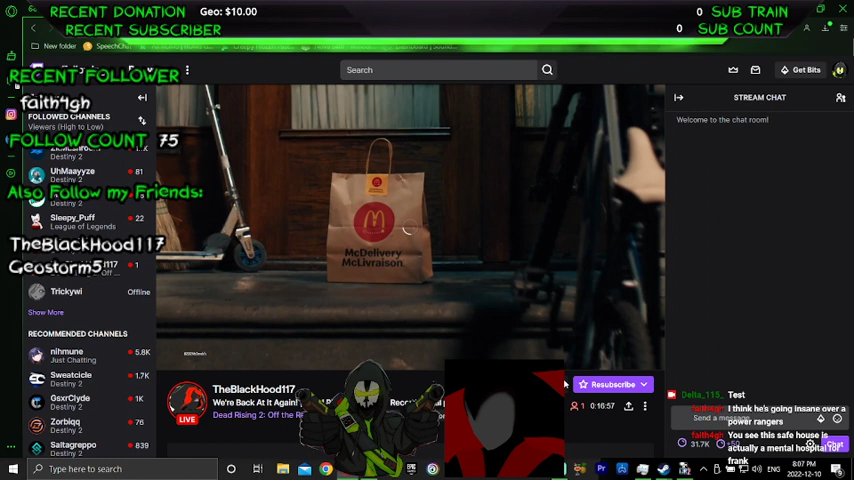 RECENT DONATION Geo: $10.00
0 SUB TRAIN
RECENT SUBSCRIBER
0 SUB COUNT
New folder
Search
Get Bits
RECENT FOLLOWER
faith4gh
FOLLOWED CHANNELS
Viewers (High to Low)
STREAM CHAT
Welcome to the chat room!
FOLLOW COUNT 75
Destiny 2
UhMaayyze 81
Destiny 2
Also Follow my Friends:
Sleepy_Puff 22
League of Legends
TheBlackHood117
1
Geostorm5
Trickywi Offline
Show More
McDelivery
McLivraison
RECOMMENDED CHANNELS
nihmune 5.8K
Just Chatting
Sweatcicle 1.7K
Destiny 2
GsxrClyde 1K
Destiny 2
Zorbiqq 76
Destiny 2
Saltagreppo 839
LIVE
TheBlackHood117
We're Back At It Again!
Dead Rising 2: Off the R
Resubscribe
1 0:16:57
Delta_115_ Test
faith4gh I think he's going insane over a
power rangers
Send a message
faith4gh You see this safe house is
actually a mental hospital for
frank
31.7K
Chat
Type here to search
ENG
8:07 PM
2022-12-10